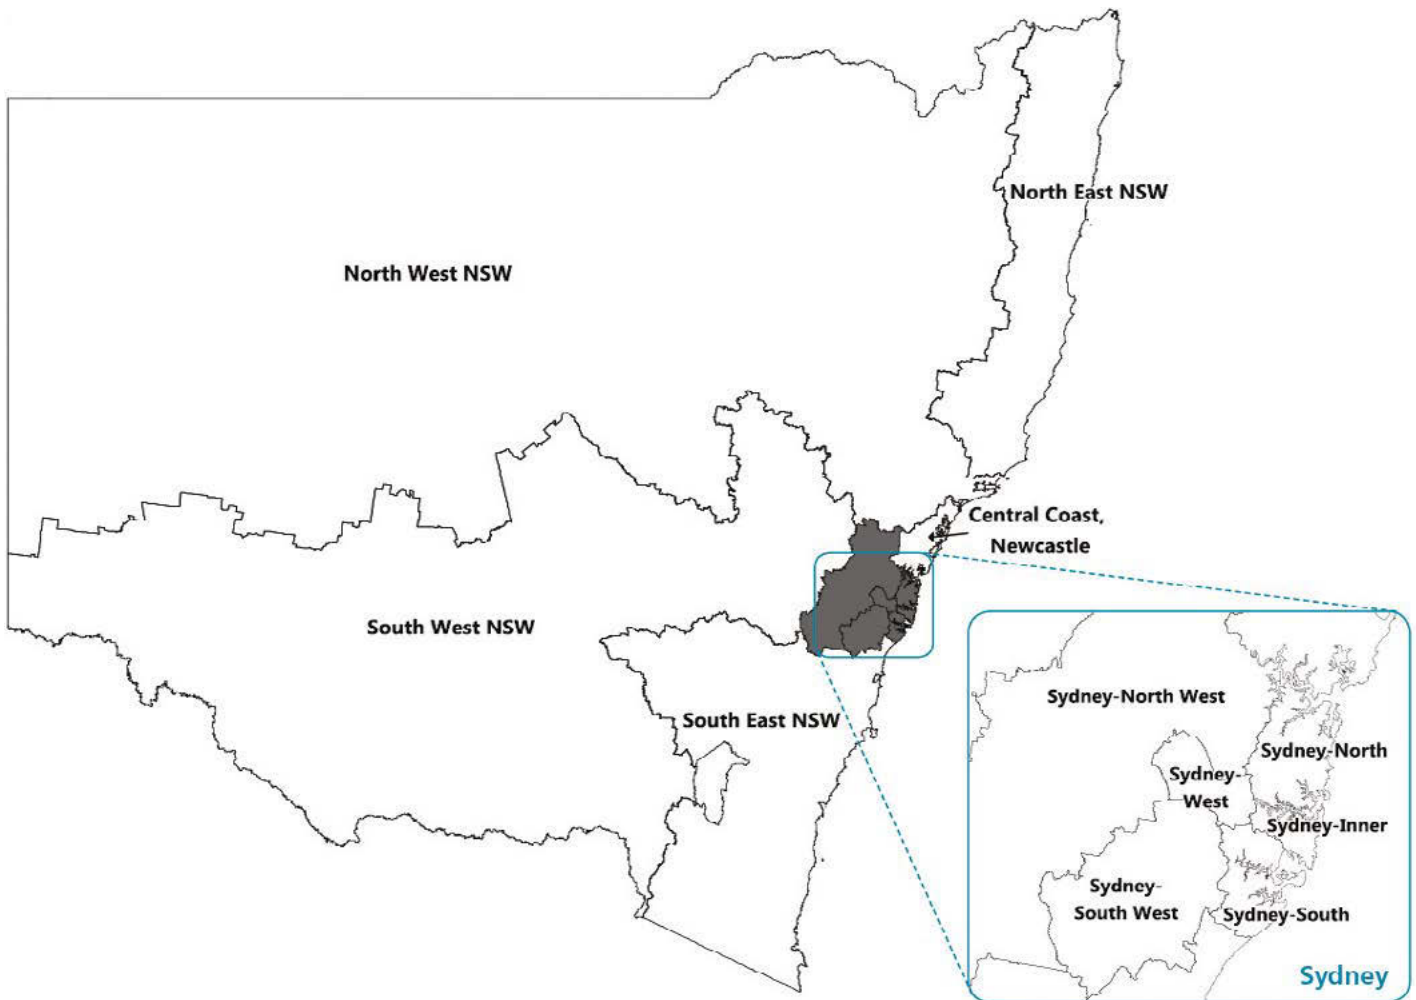 North East NSW
North West NSW
Central Coast,
Newcastle
South West NSW
South East NSW
Sydney-North West
Sydney-North
Sydney-
West
Sydney-Inner
Sydney-
South West
Sydney-South
Sydney